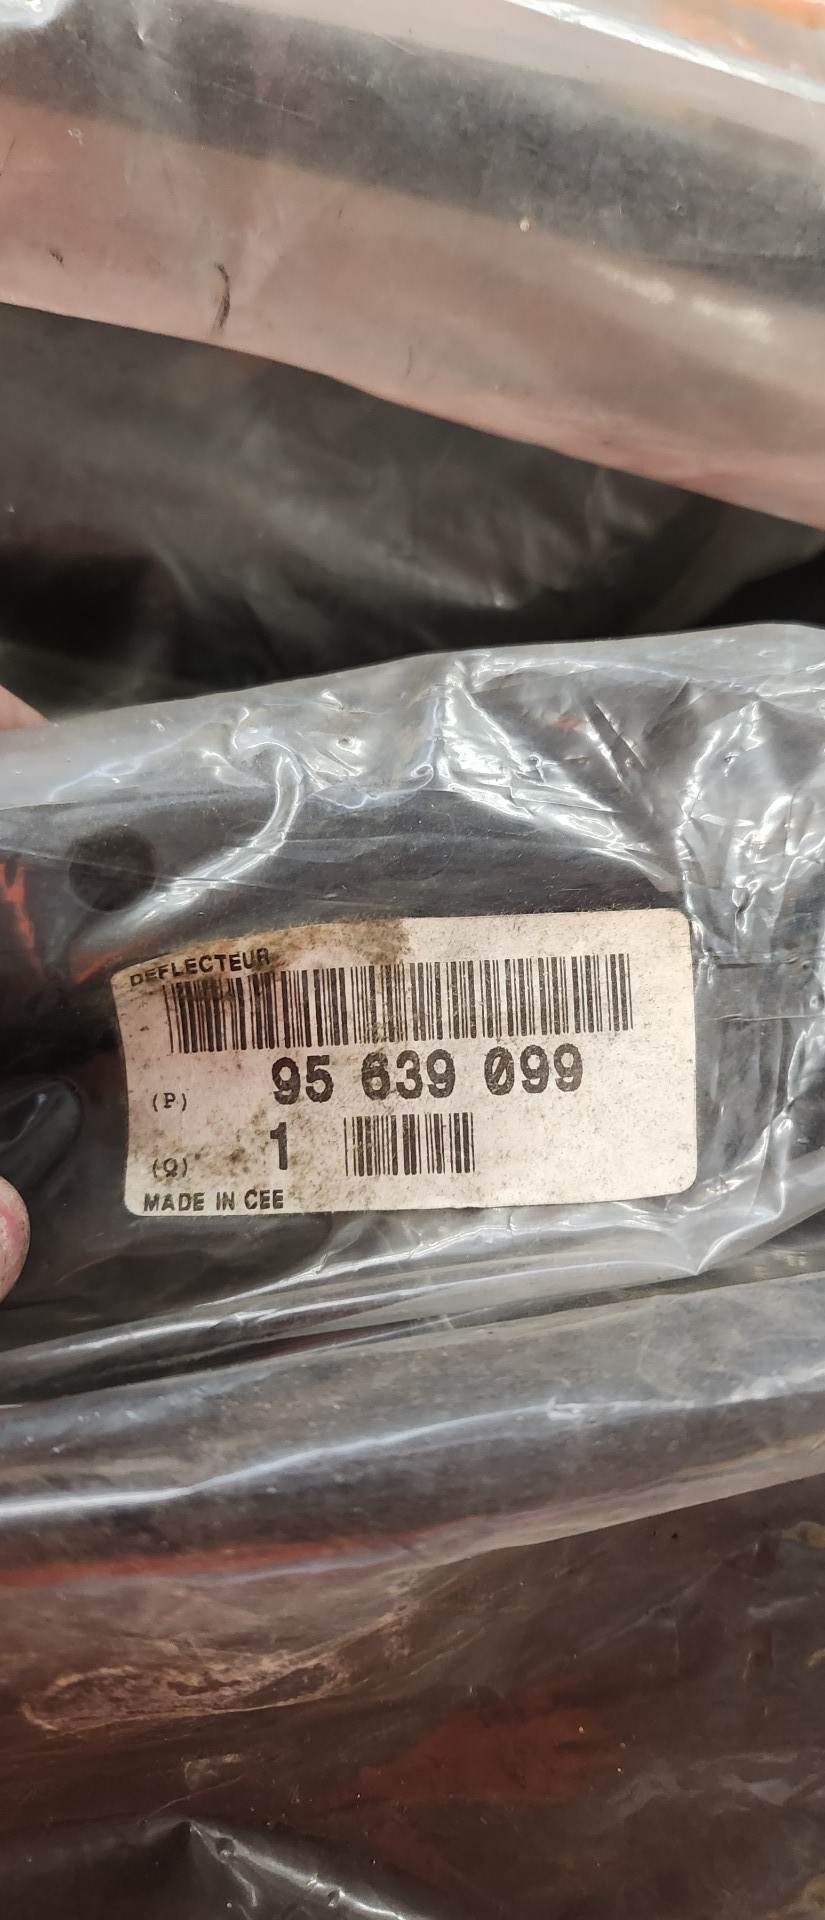 DEFLECTEUR
(P) 95 639 099
(Q) 1
MADE IN CEE